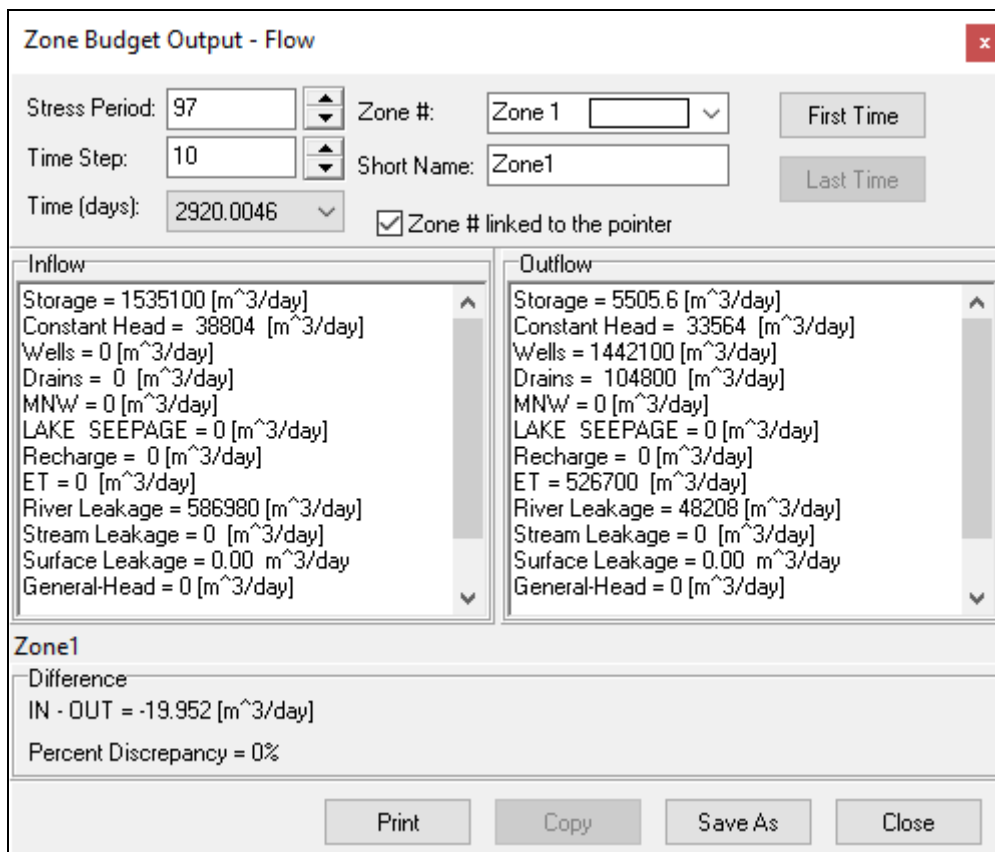 Zone Budget Output - Flow
x
Stress Period: 97 Zone #: Zone 1 First Time
Time Step: 10 Short Name: Zone1 Last Time
Time (days): 2920.0046 Zone # linked to the pointer
Inflow
Storage = 1535100 [m^3/day]
Constant Head = 38804 [m^3/day]
Wells = 0 [m^3/day]
Drains = 0 [m^3/day]
MNW = 0 [m^3/day]
LAKE SEEPAGE = 0 [m^3/day]
Recharge = 0 [m^3/day]
ET = 0 [m^3/day]
River Leakage = 586980 [m^3/day]
Stream Leakage = 0 [m^3/day]
Surface Leakage = 0.00 m^3/day
General-Head = 0 [m^3/day]
Outflow
Storage = 5505.6 [m^3/day]
Constant Head = 33564 [m^3/day]
Wells = 1442100 [m^3/day]
Drains = 104800 [m^3/day]
MNW = 0 [m^3/day]
LAKE SEEPAGE = 0 [m^3/day]
Recharge = 0 [m^3/day]
ET = 526700 [m^3/day]
River Leakage = 48208 [m^3/day]
Stream Leakage = 0 [m^3/day]
Surface Leakage = 0.00 m^3/day
General-Head = 0 [m^3/day]
Zone1
Difference
IN - OUT = -19.952 [m^3/day]
Percent Discrepancy = 0%
Print Copy Save As Close